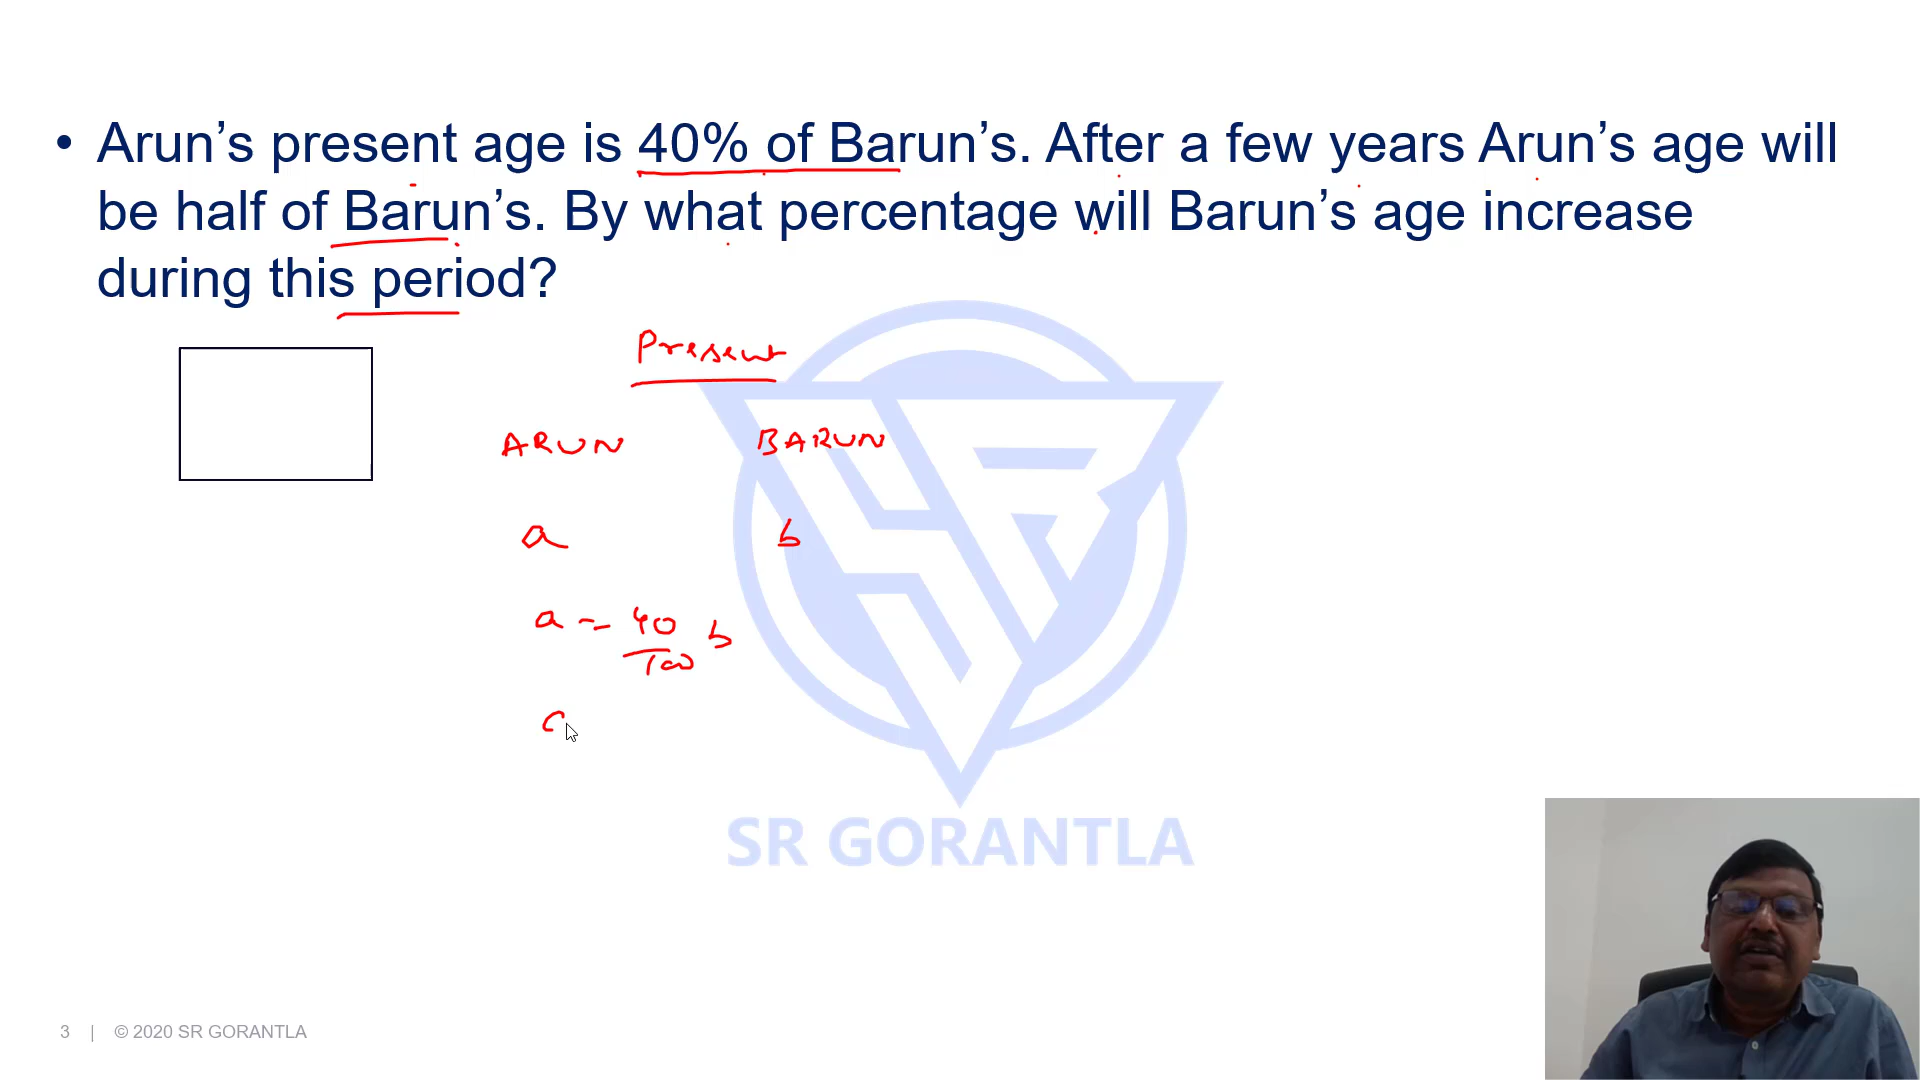 • Arun’s present age is 40% of Barun’s. After a few years Arun’s age will
be half of Barun’s. By what percentage will Barun’s age increase
during this period?
Present
ARUN BARUN
a b
a = 40/100 b
SR GORANTLA
3 | © 2020 SR GORANTLA